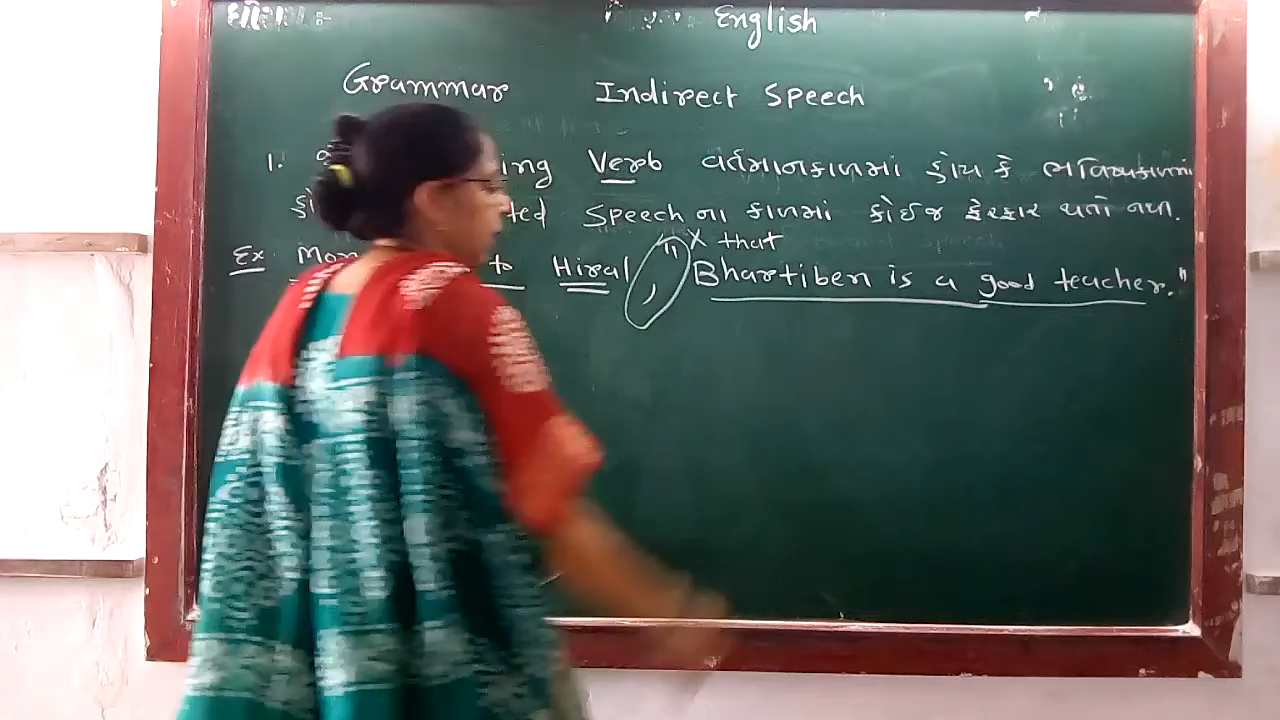 English
Grammar Indirect Speech
1. ing Verb વર્તમાનકાળમાં હોય કે ભવિષ્યકાળમાં
ted Speech ના કાળમાં કોઈજ ફેરફાર થતો નથી.
x that
Ex Mon to Hiral , " Bhartiben is a good teacher."